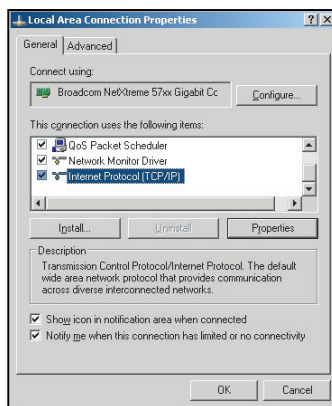 Local Area Connection Properties
General Advanced
Connect using:
Broadcom NetXtreme 57xx Gigabit Cc
Configure...
This connection uses the following items:
QoS Packet Scheduler
Network Monitor Driver
Internet Protocol (TCP/IP)
Install... Uninstall Properties
Description
Transmission Control Protocol/Internet Protocol. The default
wide area network protocol that provides communication
across diverse interconnected networks.
Show icon in notification area when connected
Notify me when this connection has limited or no connectivity
OK Cancel